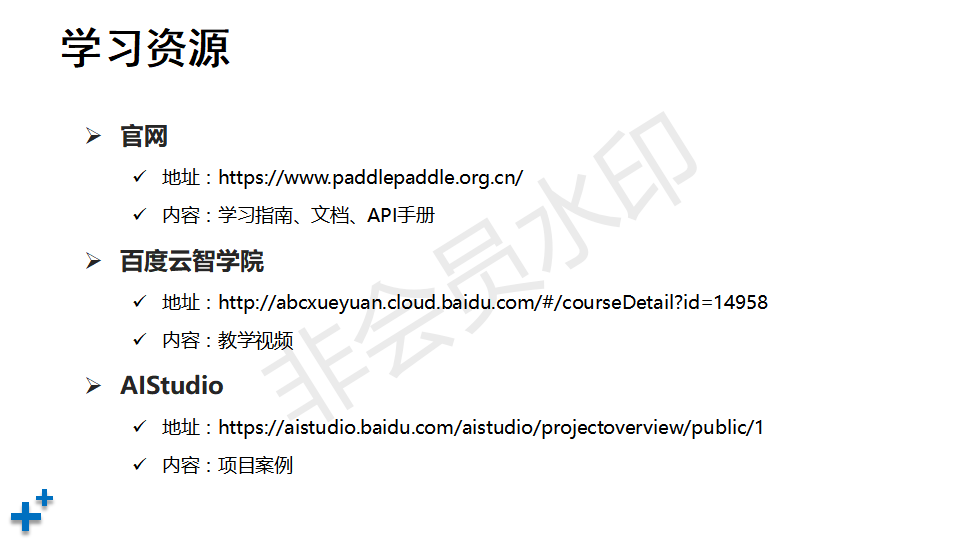 学习资源
官网
地址：https://www.paddlepaddle.org.cn/
内容：学习指南、文档、API手册
百度云智学院
地址：http://abcxueyuan.cloud.baidu.com/#/courseDetail?id=14958
内容：教学视频
AIStudio
地址：https://aistudio.baidu.com/aistudio/projectoverview/public/1
内容：项目案例
非会员水印